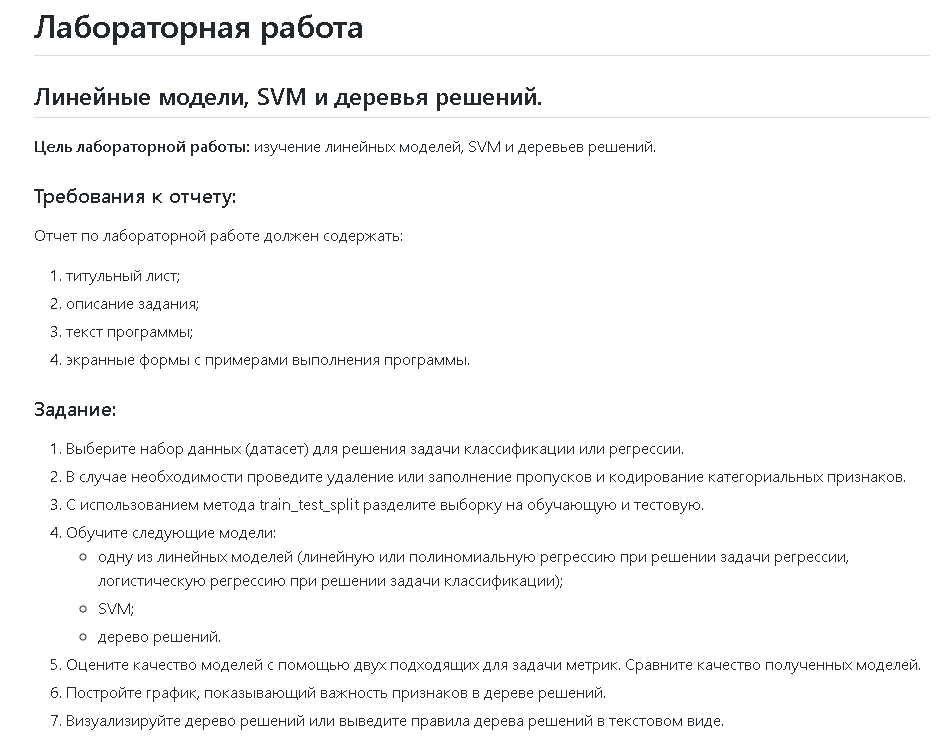 Лабораторная работа
Линейные модели, SVM и деревья решений.
Цель лабораторной работы: изучение линейных моделей, SVM и деревьев решений.
Требования к отчету:
Отчет по лабораторной работе должен содержать:
1. титульный лист;
2. описание задания;
3. текст программы;
4. экранные формы с примерами выполнения программы.
Задание:
1. Выберите набор данных (датасет) для решения задачи классификации или регрессии.
2. В случае необходимости проведите удаление или заполнение пропусков и кодирование категориальных признаков.
3. С использованием метода train_test_split разделите выборку на обучающую и тестовую.
4. Обучите следующие модели:
○ одну из линейных моделей (линейную или полиномиальную регрессию при решении задачи регрессии,
логистическую регрессию при решении задачи классификации);
○ SVM;
○ дерево решений.
5. Оцените качество моделей с помощью двух подходящих для задачи метрик. Сравните качество полученных моделей.
6. Постройте график, показывающий важность признаков в дереве решений.
7. Визуализируйте дерево решений или выведите правила дерева решений в текстовом виде.